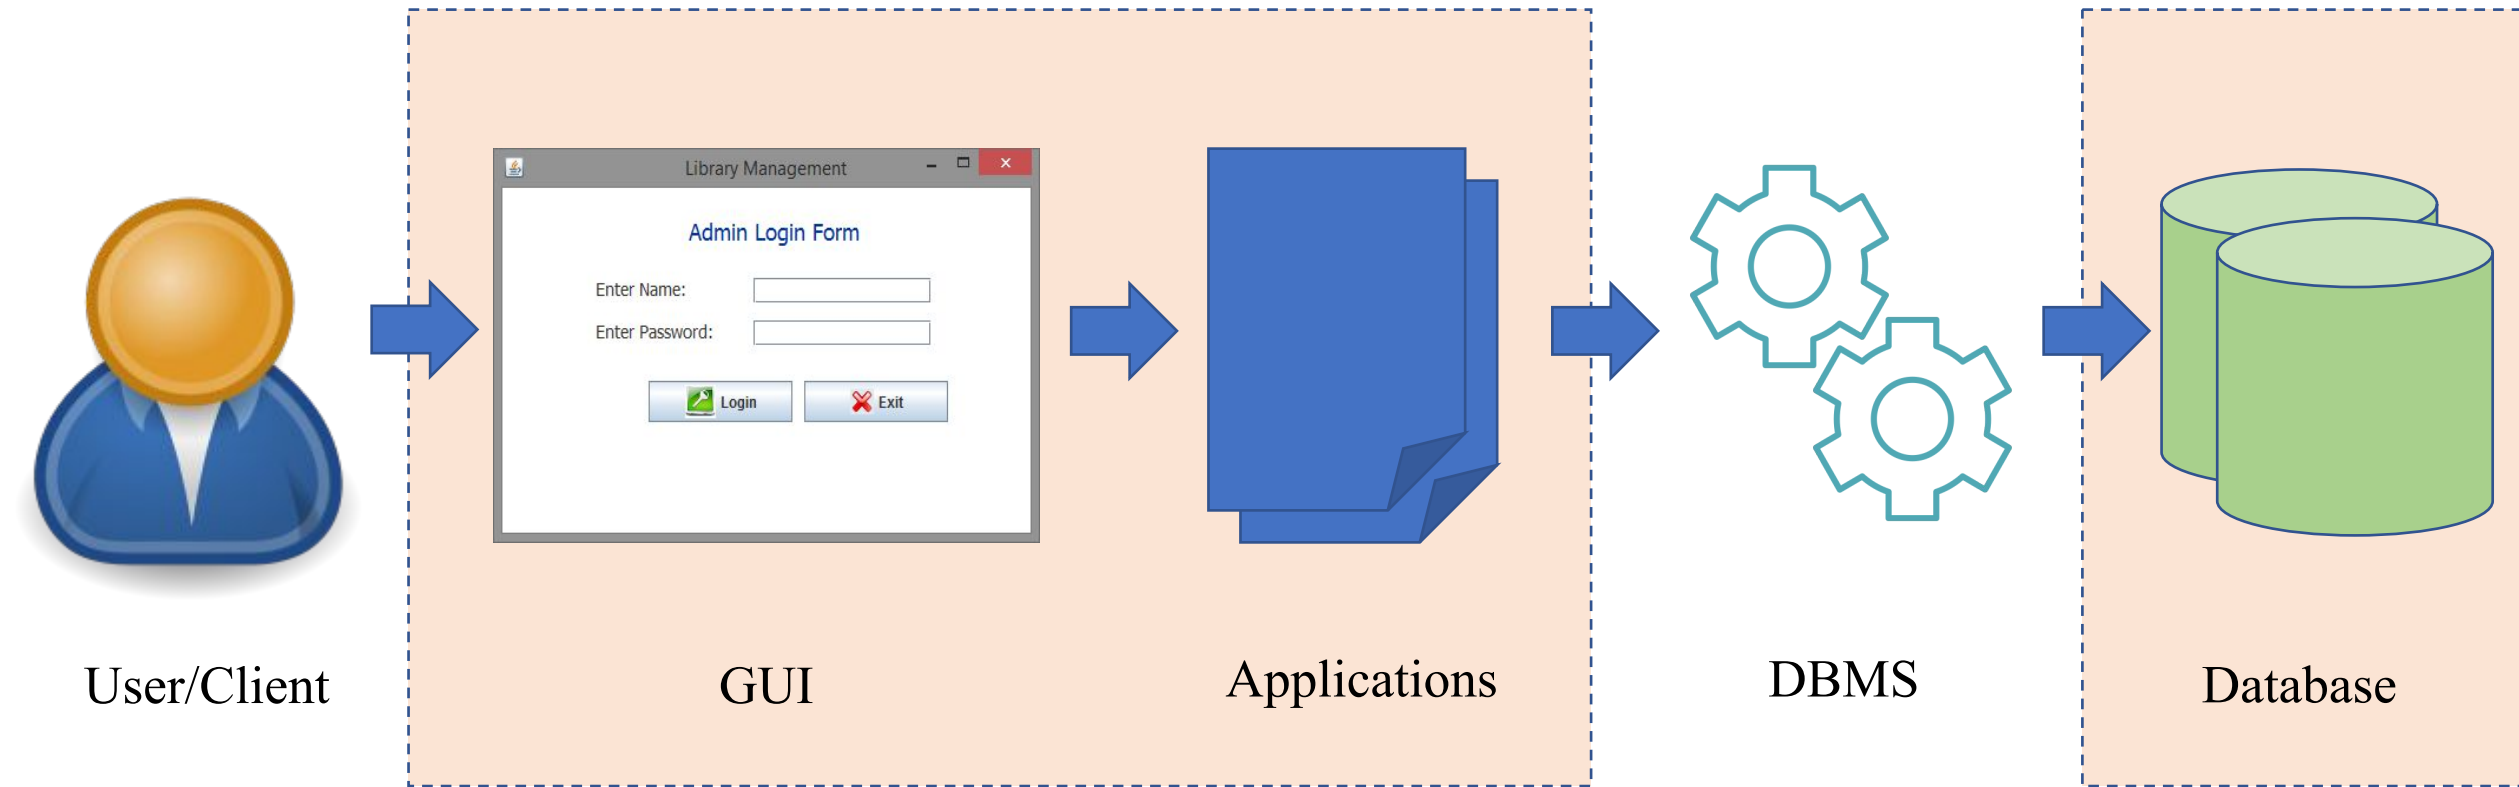 Library Management
Admin Login Form
Enter Name:
Enter Password:
Login
Exit
User/Client
GUI
Applications
DBMS
Database